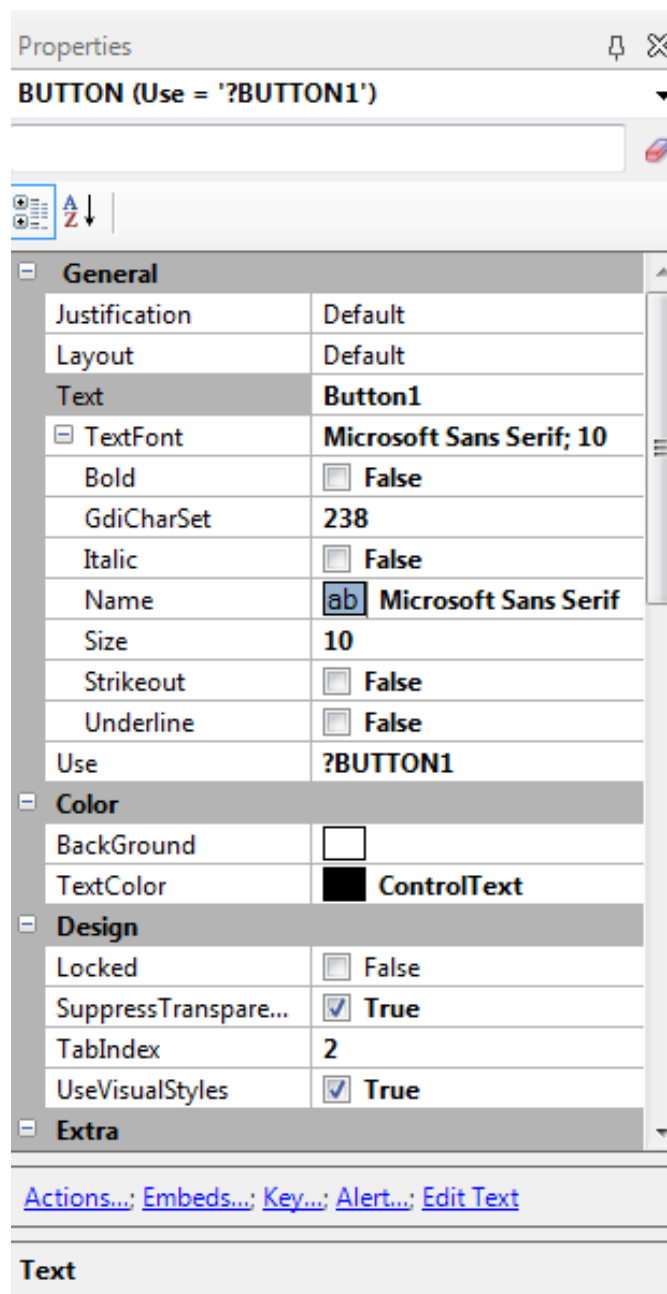 Properties
BUTTON (Use = '?BUTTON1')
A
Z
General
Justification Default
Layout Default
Text Button1
TextFont Microsoft Sans Serif; 10
Bold False
GdiCharSet 238
Italic False
Name ab Microsoft Sans Serif
Size 10
Strikeout False
Underline False
Use ?BUTTON1
Color
BackGround
TextColor ControlText
Design
Locked False
SuppressTranspare... True
TabIndex 2
UseVisualStyles True
Extra
Actions...; Embeds...; Key...; Alert...; Edit Text
Text